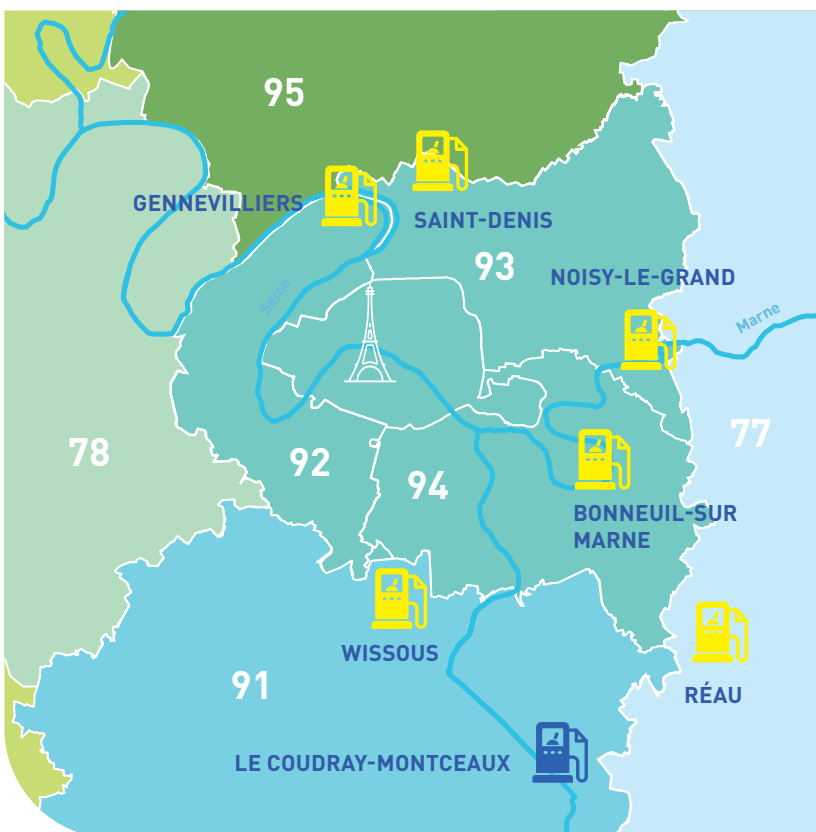 95
GENNEVILLIERS
SAINT-DENIS
93
NOISY-LE-GRAND
Seine
Marne
77
78
92
94
BONNEUIL-SUR
MARNE
WISSOUS
91
RÉAU
LE COUDRAY-MONTCEAUX